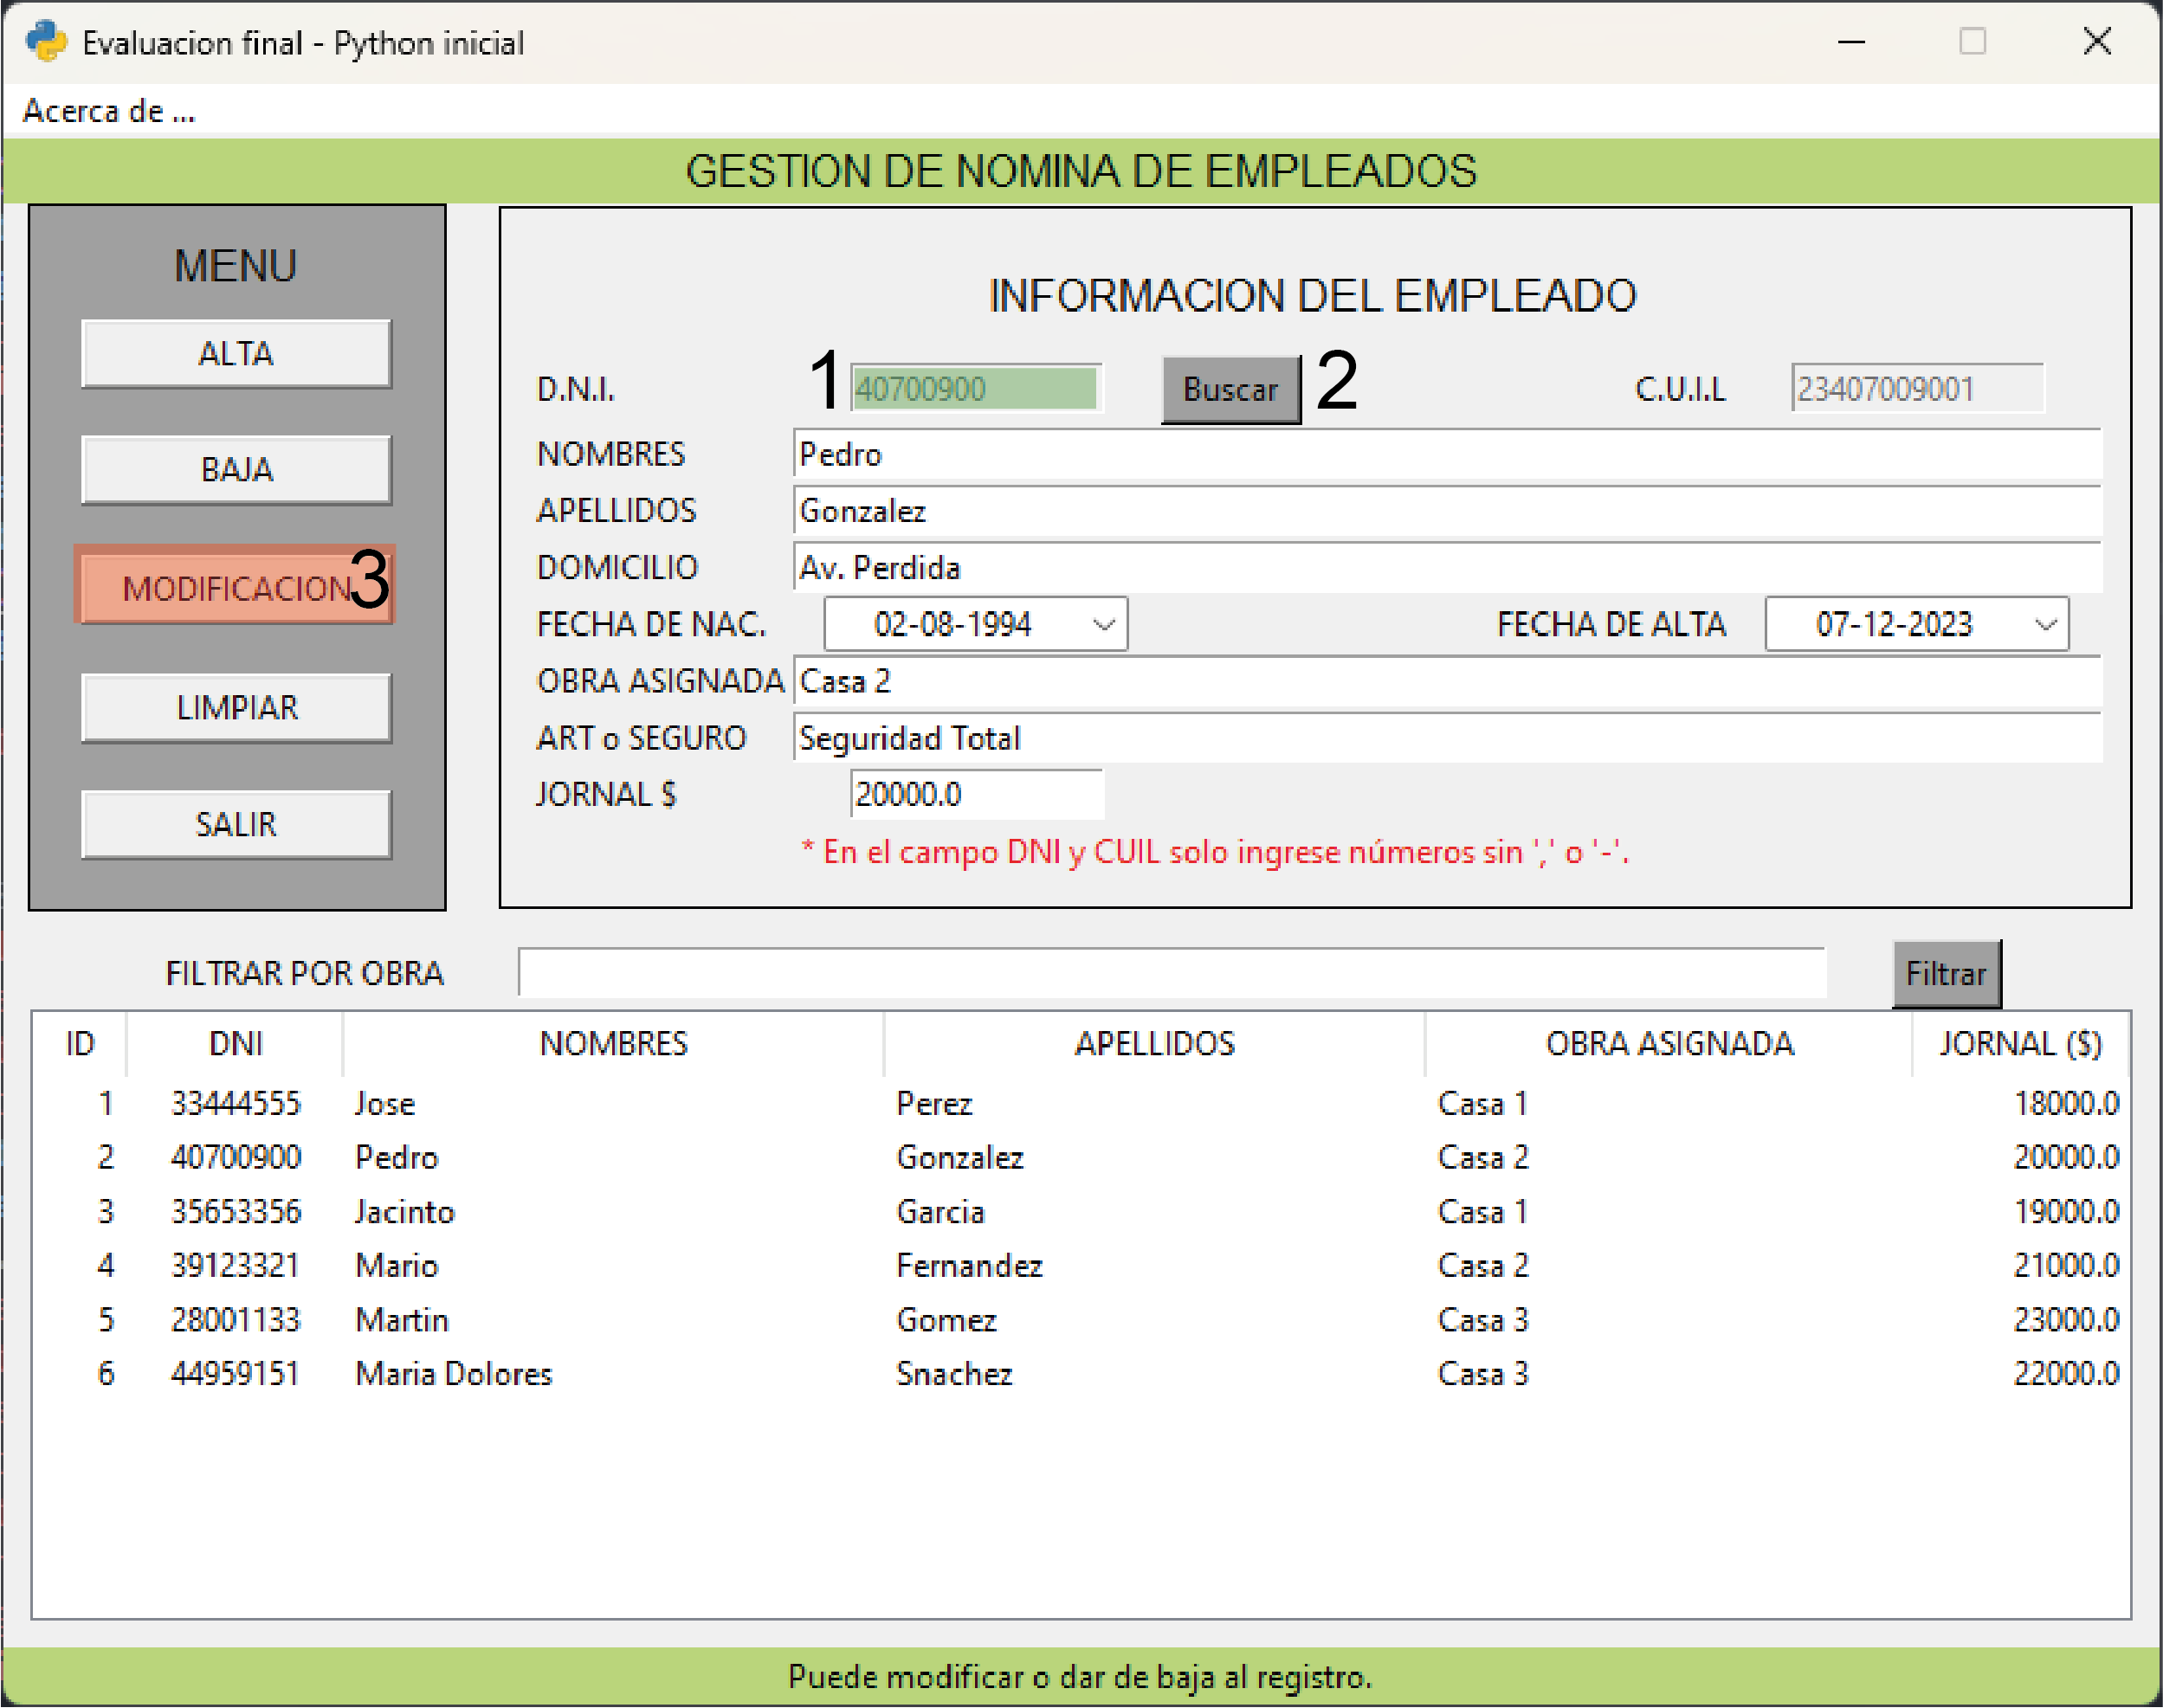 Evaluacion final - Python inicial
Acerca de ...
GESTION DE NOMINA DE EMPLEADOS
MENU
ALTA
BAJA
MODIFICACION 3
LIMPIAR
SALIR
INFORMACION DEL EMPLEADO
D.N.I. 1 40700900 Buscar 2 C.U.I.L 23407009001
NOMBRES Pedro
APELLIDOS Gonzalez
DOMICILIO Av. Perdida
FECHA DE NAC. 02-08-1994 FECHA DE ALTA 07-12-2023
OBRA ASIGNADA Casa 2
ART o SEGURO Seguridad Total
JORNAL $ 20000.0
* En el campo DNI y CUIL solo ingrese números sin ',' o '-'.
FILTRAR POR OBRA Filtrar
ID DNI NOMBRES APELLIDOS OBRA ASIGNADA JORNAL ($)
1 33444555 Jose Perez Casa 1 18000.0
2 40700900 Pedro Gonzalez Casa 2 20000.0
3 35653356 Jacinto Garcia Casa 1 19000.0
4 39123321 Mario Fernandez Casa 2 21000.0
5 28001133 Martin Gomez Casa 3 23000.0
6 44959151 Maria Dolores Snachez Casa 3 22000.0
Puede modificar o dar de baja al registro.